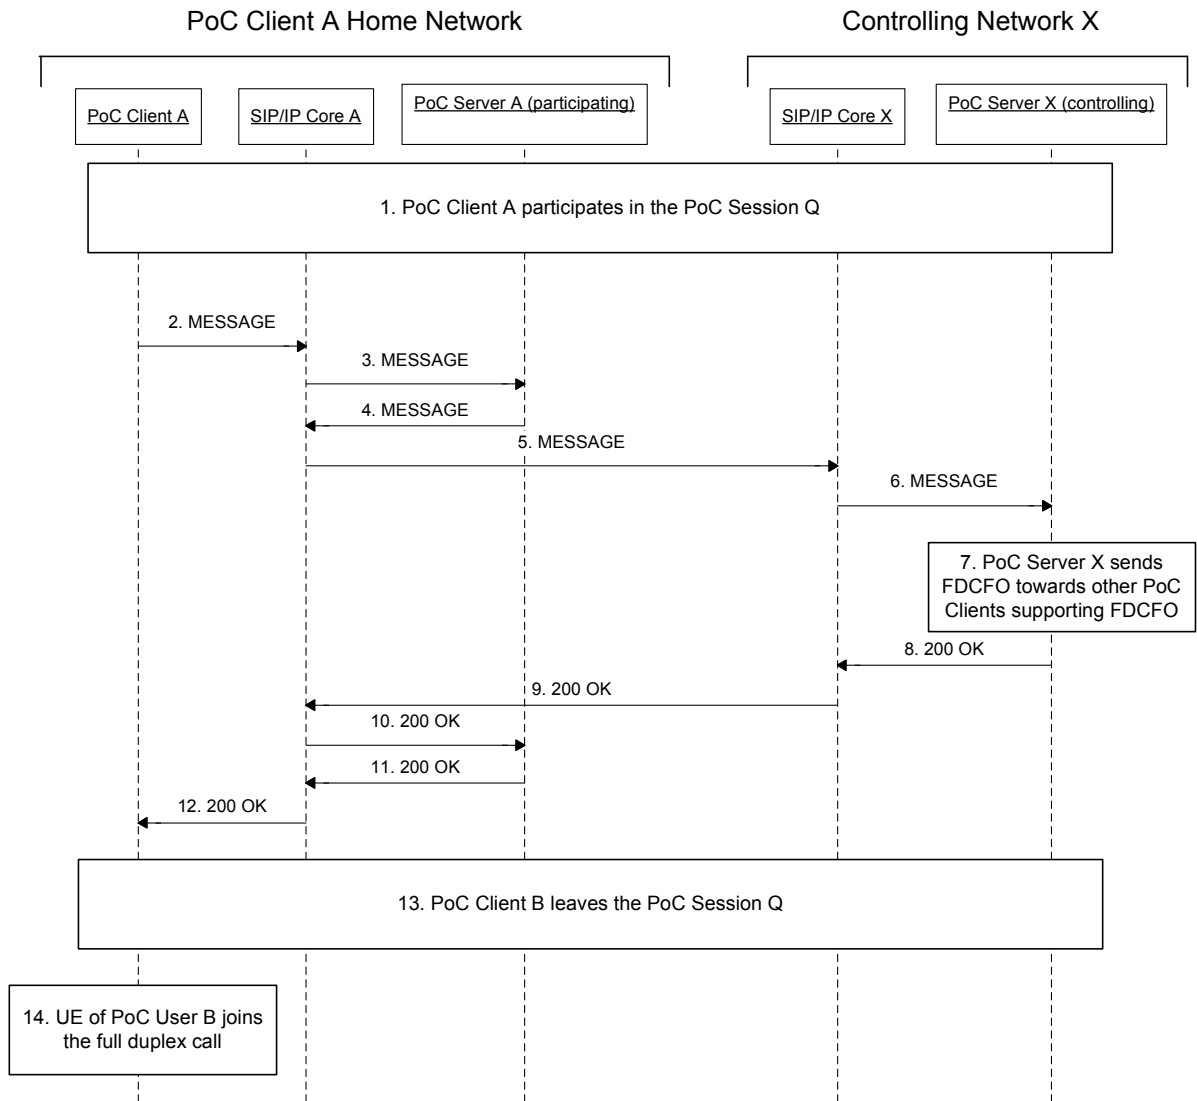 PoC Client A Home Network
Controlling Network X
PoC Client A
SIP/IP Core A
PoC Server A (participating)
SIP/IP Core X
PoC Server X (controlling)
1. PoC Client A participates in the PoC Session Q
2. MESSAGE
3. MESSAGE
4. MESSAGE
5. MESSAGE
6. MESSAGE
7. PoC Server X sends
FDCFO towards other PoC
Clients supporting FDCFO
8. 200 OK
9. 200 OK
10. 200 OK
11. 200 OK
12. 200 OK
13. PoC Client B leaves the PoC Session Q
14. UE of PoC User B joins
the full duplex call